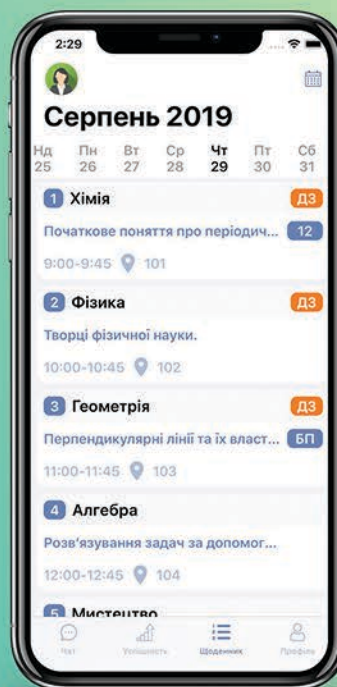 2:29
Серпень 2019
Нд Пн Вт Ср Чт Пт Сб
25 26 27 28 29 30 31
1 Хімія ДЗ
Початкове поняття про періодич... 12
9:00-9:45 101
2 Фізика ДЗ
Творці фізичної науки.
10:00-10:45 102
3 Геометрія ДЗ
Перпендикулярні лінії та їх власт... БП
11:00-11:45 103
4 Алгебра
Розв'язування задач за допомог...
12:00-12:45 104
5 Мистецтво
Чат Успішність Щоденник Профіль